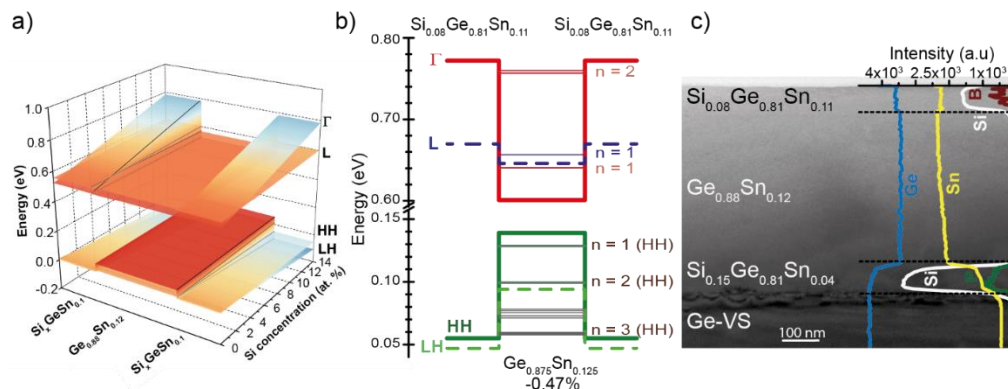 a)
1.0
0.8
0.6
0.4
0.2
0.0
-0.2
Energy (eV)
Γ
L
HH
LH
14
12
10
8
6
4
2
0
Si concentration (at. %)
SiₓGeSn₀.₁
Ge₀.₈₈Sn₀.₁₂
SiₓGeSn₀.₁
b)
Si₀.₀₈Ge₀.₈₁Sn₀.₁₁ Si₀.₀₈Ge₀.₈₁Sn₀.₁₁
0.80
0.70
0.60
0.15
0.10
0.05
Energy (eV)
Γ
n = 2
L
n = 1
n = 1
n = 1 (HH)
n = 2 (HH)
n = 3 (HH)
HH
LH
Ge₀.₈₇₅Sn₀.₁₂₅
-0.47%
c)
Intensity (a.u)
4x10³ 2.5x10³ 1x10³
Si₀.₀₈Ge₀.₈₁Sn₀.₁₁
B
Si
Ge
Sn
Ge₀.₈₈Sn₀.₁₂
Si₀.₁₅Ge₀.₈₁Sn₀.₀₄
Si
Ge-VS
100 nm